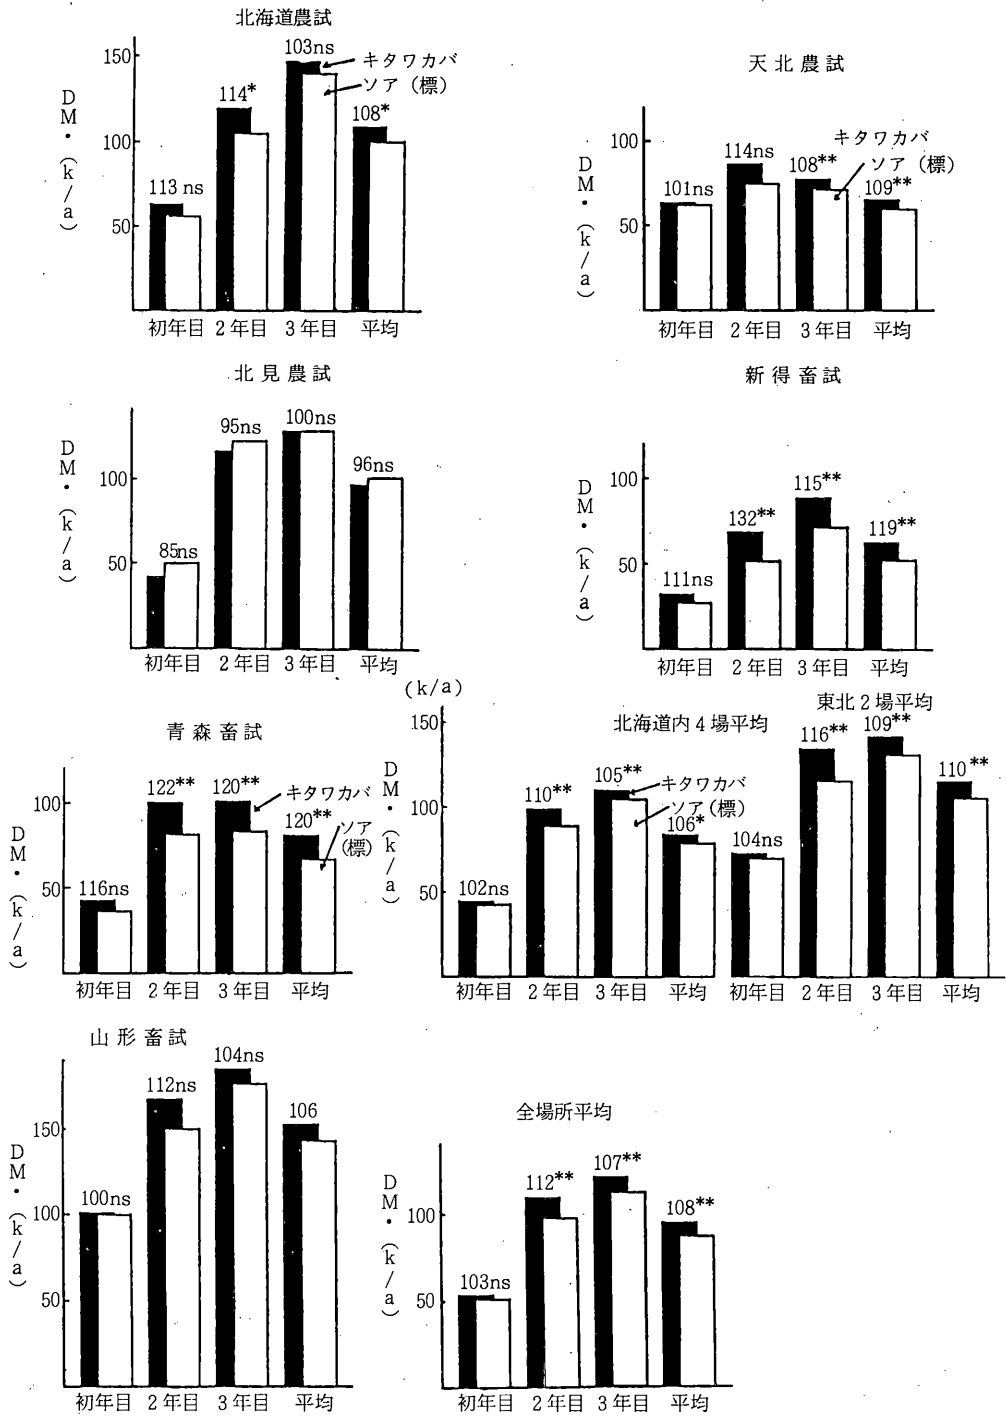 北海道農試
DM・(k/a)
150
100
50
103ns
キタワカバ
ソア(標)
114*
108*
113 ns
初年目 2年目 3年目 平均
天北農試
DM・(k/a)
100
50
キタワカバ
ソア(標)
114ns
108**
101ns
109**
初年目 2年目 3年目 平均
北見農試
DM・(k/a)
100
50
95ns
100ns
96ns
85ns
初年目 2年目 3年目 平均
新得畜試
DM・(k/a)
100
50
115**
132**
119**
111ns
初年目 2年目 3年目 平均
青森畜試
DM・(k/a)
100
50
122**
120**
キタワカバ
120**
ソア
(標)
116ns
初年目 2年目 3年目 平均
(k/a)
北海道内4場平均
DM・(k/a)
150
100
50
110**
105**
キタワカバ
ソア(標)
106*
102ns
初年目 2年目 3年目 平均
東北2場平均
116**
109**
110**
104ns
初年目 2年目 3年目 平均
山形畜試
DM・(k/a)
150
100
50
104ns
112ns
106
100ns
初年目 2年目 3年目 平均
全場所平均
DM・(k/a)
100
50
107**
112**
108**
103ns
初年目 2年目 3年目 平均